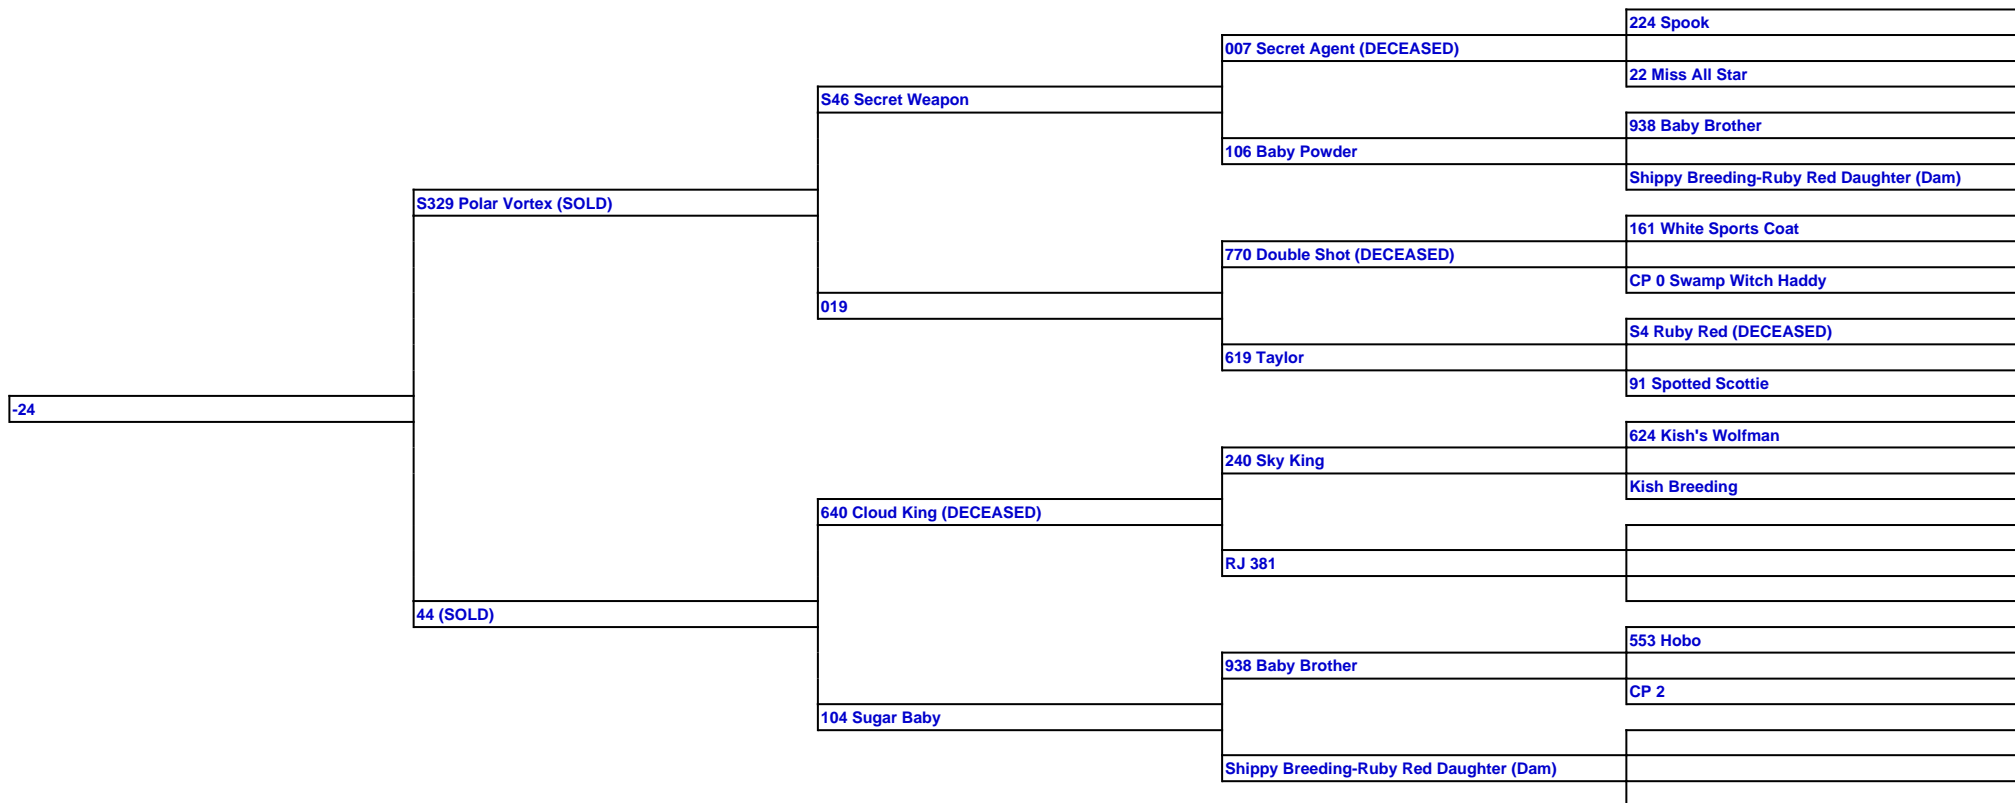 224 Spook
007 Secret Agent (DECEASED)
22 Miss All Star
S46 Secret Weapon
938 Baby Brother
106 Baby Powder
Shippy Breeding-Ruby Red Daughter (Dam)
S329 Polar Vortex (SOLD)
161 White Sports Coat
770 Double Shot (DECEASED)
CP 0 Swamp Witch Haddy
019
S4 Ruby Red (DECEASED)
619 Taylor
91 Spotted Scottie
-24
624 Kish's Wolfman
240 Sky King
Kish Breeding
640 Cloud King (DECEASED)
RJ 381
44 (SOLD)
553 Hobo
938 Baby Brother
CP 2
104 Sugar Baby
Shippy Breeding-Ruby Red Daughter (Dam)